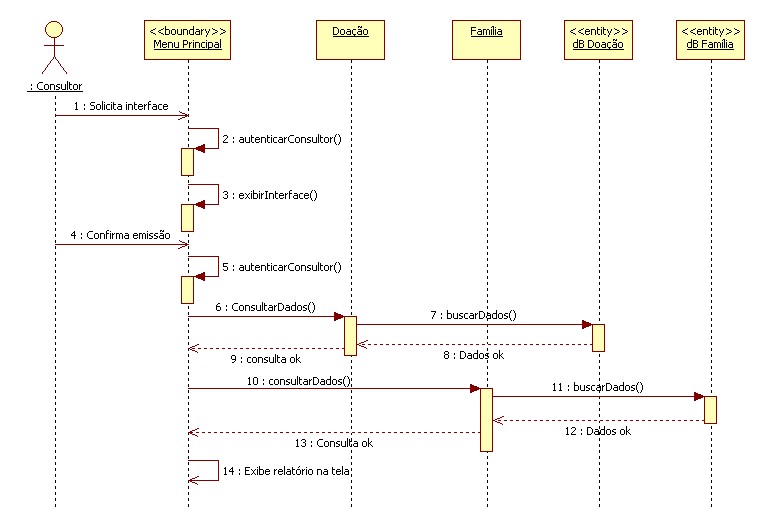 <<boundary>>
Menu Principal
Doação
Família
<<entity>>
dB Doação
<<entity>>
dB Família
: Consultor
1 : Solicita interface
2 : autenticarConsultor()
3 : exibirInterface()
4 : Confirma emissão
5 : autenticarConsultor()
6 : ConsultarDados()
7 : buscarDados()
8 : Dados ok
9 : consulta ok
10 : consultarDados()
11 : buscarDados()
12 : Dados ok
13 : Consulta ok
14 : Exibe relatório na tela